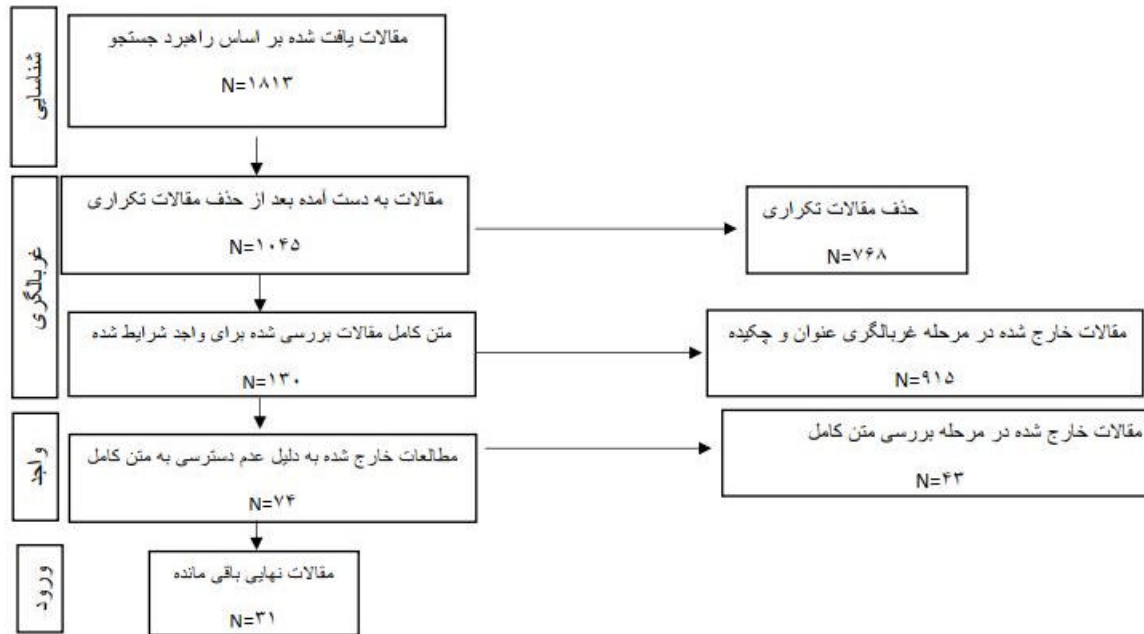 شناسایی
مقالات یافت شده بر اساس راهبرد جستجو
N=۱۸۱۳
غربالگری
مقالات به دست آمده بعد از حذف مقالات تکراری
N=۱۰۴۵
حذف مقالات تکراری
N=۷۶۸
متن کامل مقالات بررسی شده برای واجد شرایط شده
N=۱۳۰
مقالات خارج شده در مرحله غربالگری عنوان و چکیده
N=۹۱۵
واجد
مطالعات خارج شده به دلیل عدم دسترسی به متن کامل
N=۷۴
مقالات خارج شده در مرحله بررسی متن کامل
N=۴۳
ورود
مقالات نهایی باقی مانده
N=۳۱